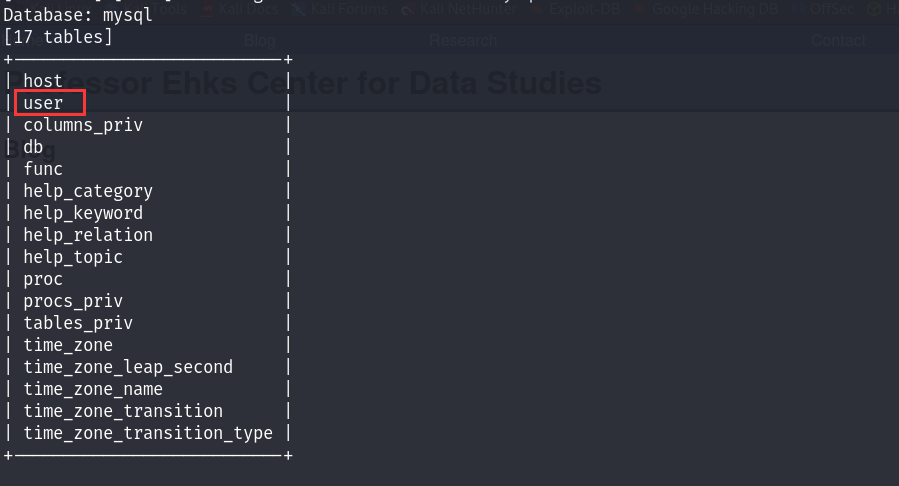 Tools Kali Docs Kali Forums Kali NetHunter Exploit-DB Google Hacking DB OffSec
Database: mysql
[17 tables]
Blog Research Contact
+---------------------------+
| host |
| user |
| columns_priv |
| db |
| func |
| help_category |
| help_keyword |
| help_relation |
| help_topic |
| proc |
| procs_priv |
| tables_priv |
| time_zone |
| time_zone_leap_second |
| time_zone_name |
| time_zone_transition |
| time_zone_transition_type |
+---------------------------+
Professor Ehks Center for Data Studies
Blog